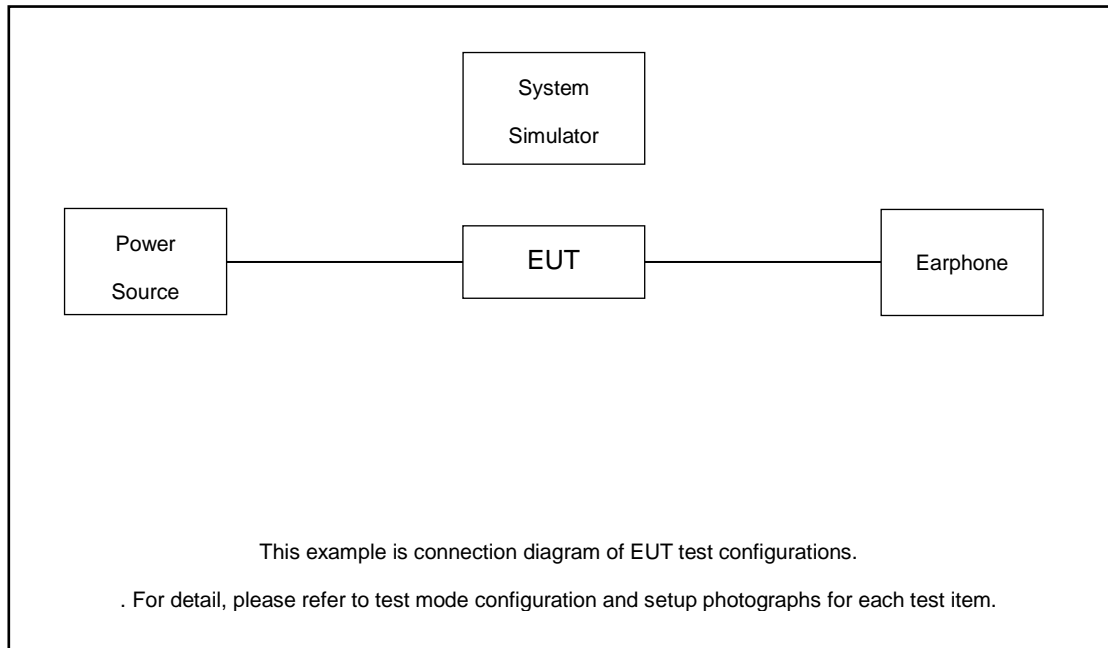 System
Simulator
Power
Source
EUT
Earphone
This example is connection diagram of EUT test configurations.
. For detail, please refer to test mode configuration and setup photographs for each test item.